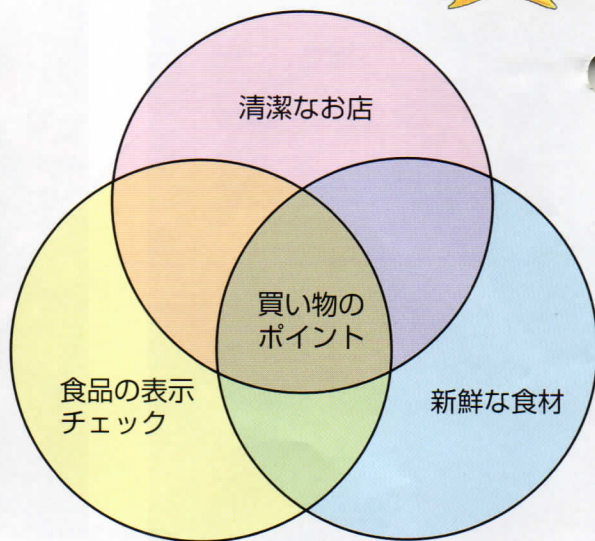 清潔なお店
買い物の
ポイント
食品の表示
チェック
新鮮な食材